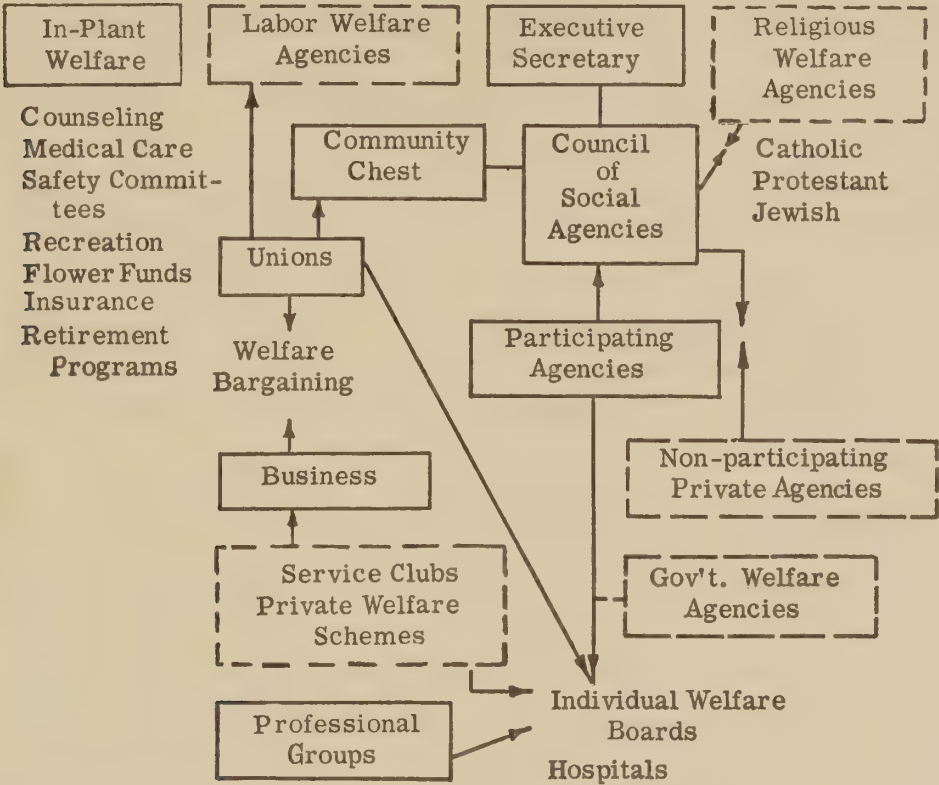 In-Plant
Welfare
Counseling
Medical Care
Safety Commit-
tees
Recreation
Flower Funds
Insurance
Retirement
Programs
Labor Welfare
Agencies
Executive
Secretary
Religious
Welfare
Agencies
Community
Chest
Council
of
Social
Agencies
Catholic
Protestant
Jewish
Unions
Welfare
Bargaining
Participating
Agencies
Business
Non-participating
Private Agencies
Service Clubs
Private Welfare
Schemes
Gov't. Welfare
Agencies
Professional
Groups
Individual Welfare
Boards
Hospitals